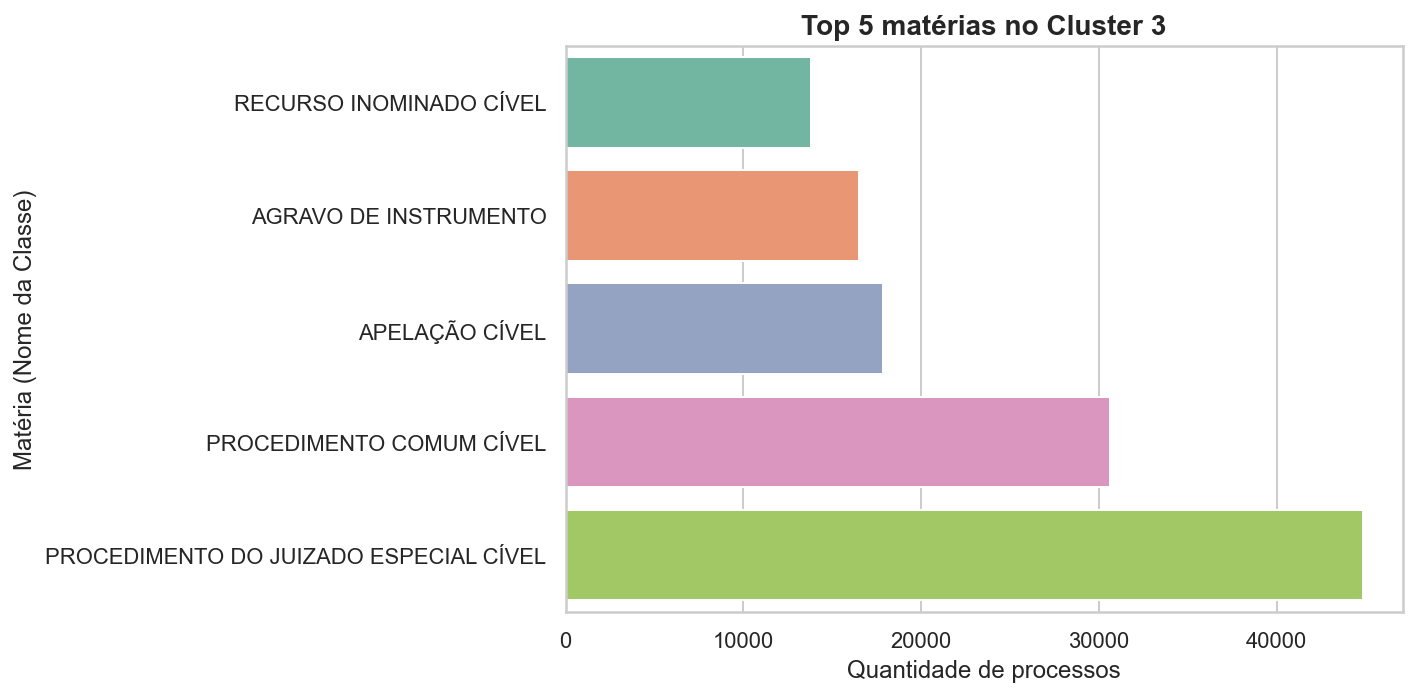 Top 5 matérias no Cluster 3
Matéria (Nome da Classe)
RECURSO INOMINADO CÍVEL
AGRAVO DE INSTRUMENTO
APELAÇÃO CÍVEL
PROCEDIMENTO COMUM CÍVEL
PROCEDIMENTO DO JUIZADO ESPECIAL CÍVEL
0 10000 20000 30000 40000
Quantidade de processos